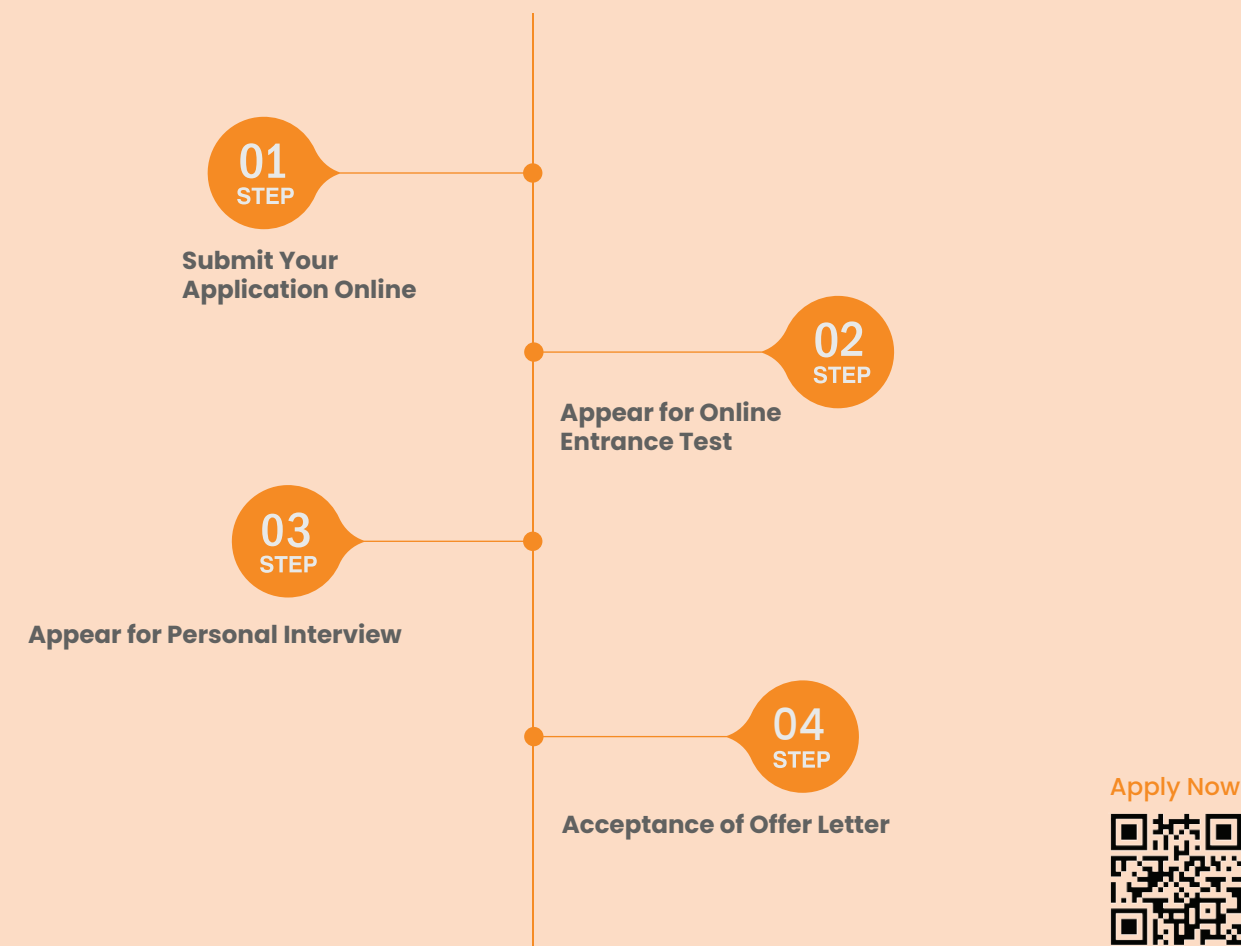 01
STEP
Submit Your
Application Online
02
STEP
Appear for Online
Entrance Test
03
STEP
Appear for Personal Interview
04
STEP
Acceptance of Offer Letter
Apply Now